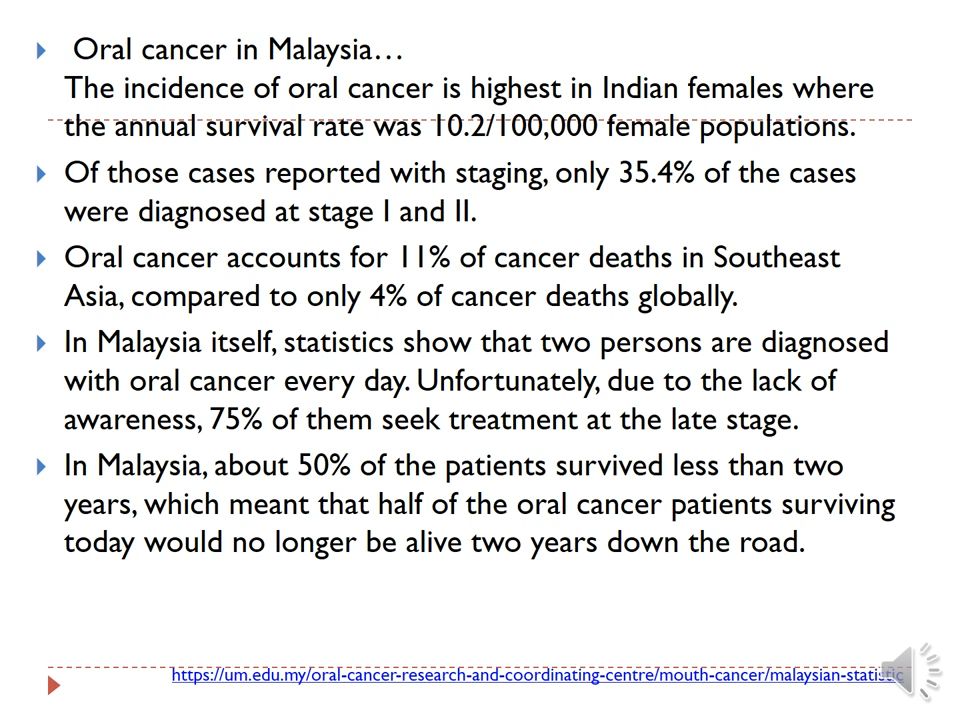 Oral cancer in Malaysia…
The incidence of oral cancer is highest in Indian females where
the annual survival rate was 10.2/100,000 female populations.
Of those cases reported with staging, only 35.4% of the cases
were diagnosed at stage I and II.
Oral cancer accounts for 11% of cancer deaths in Southeast
Asia, compared to only 4% of cancer deaths globally.
In Malaysia itself, statistics show that two persons are diagnosed
with oral cancer every day. Unfortunately, due to the lack of
awareness, 75% of them seek treatment at the late stage.
In Malaysia, about 50% of the patients survived less than two
years, which meant that half of the oral cancer patients surviving
today would no longer be alive two years down the road.
https://um.edu.my/oral-cancer-research-and-coordinating-centre/mouth-cancer/malaysian-statistic